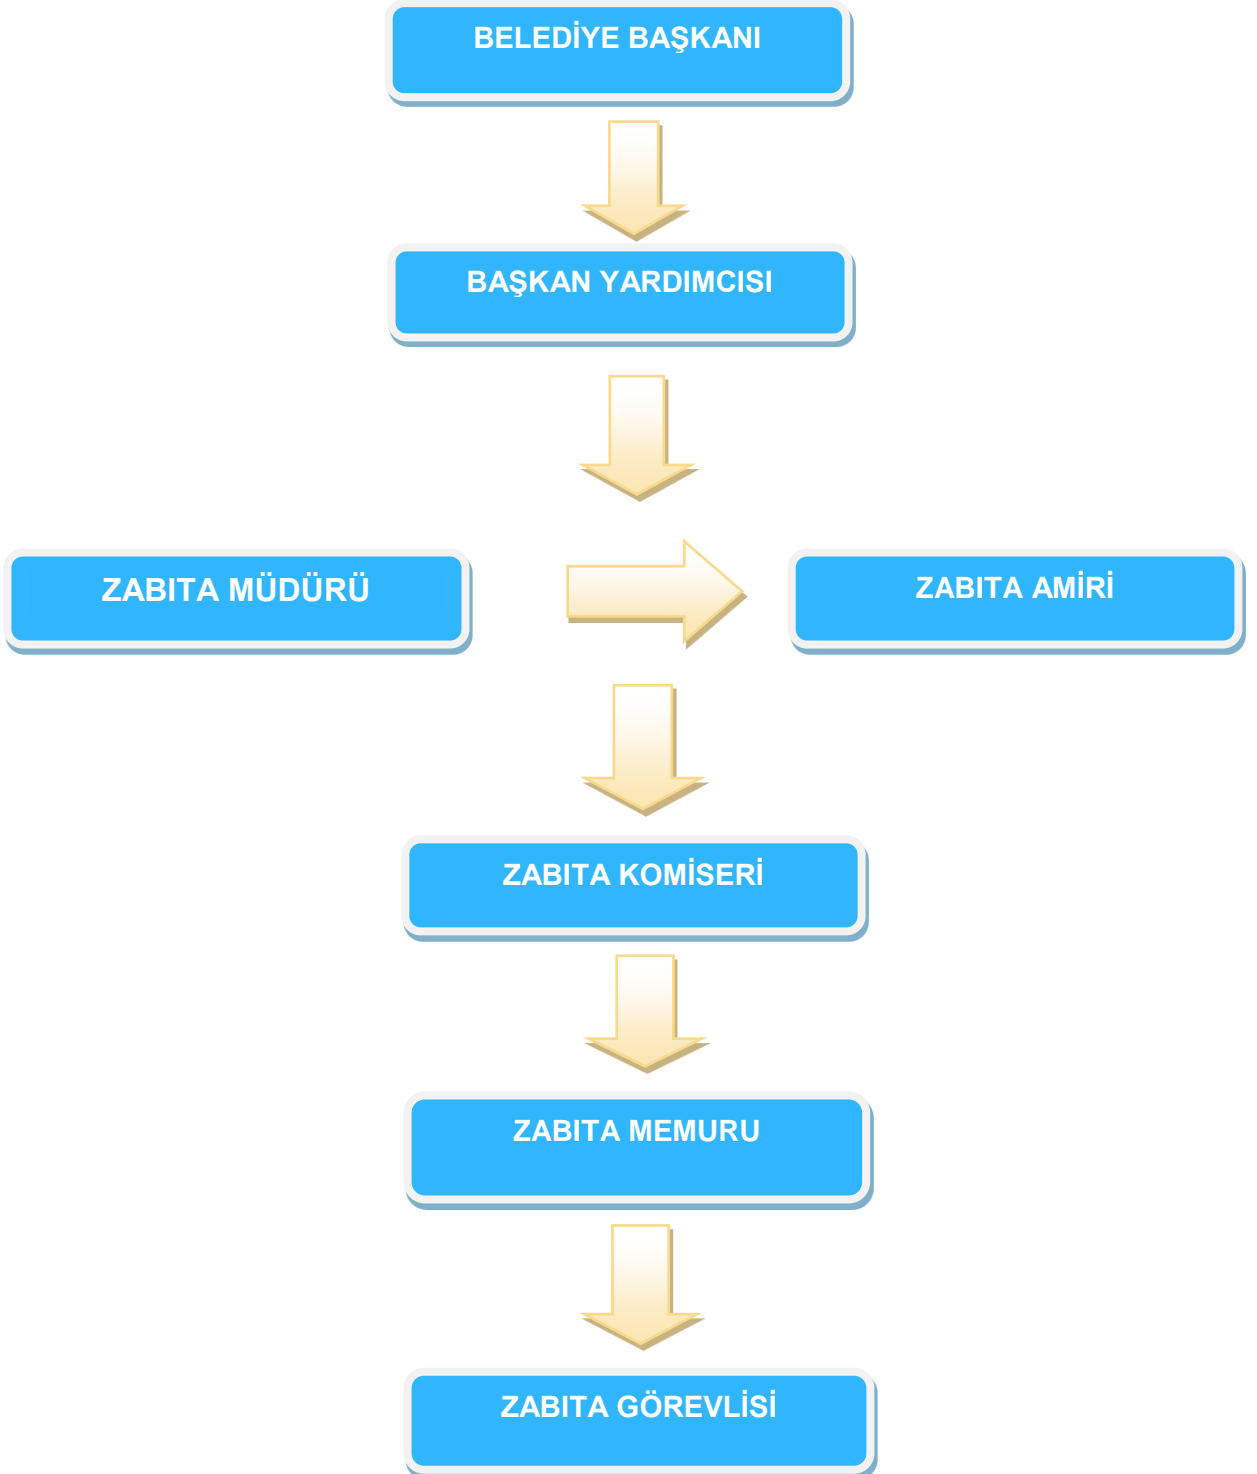 BELEDİYE BAŞKANI
BAŞKAN YARDIMCISI
ZABITA MÜDÜRÜ
ZABITA AMİRİ
ZABITA KOMİSERİ
ZABITA MEMURU
ZABITA GÖREVLİSİ